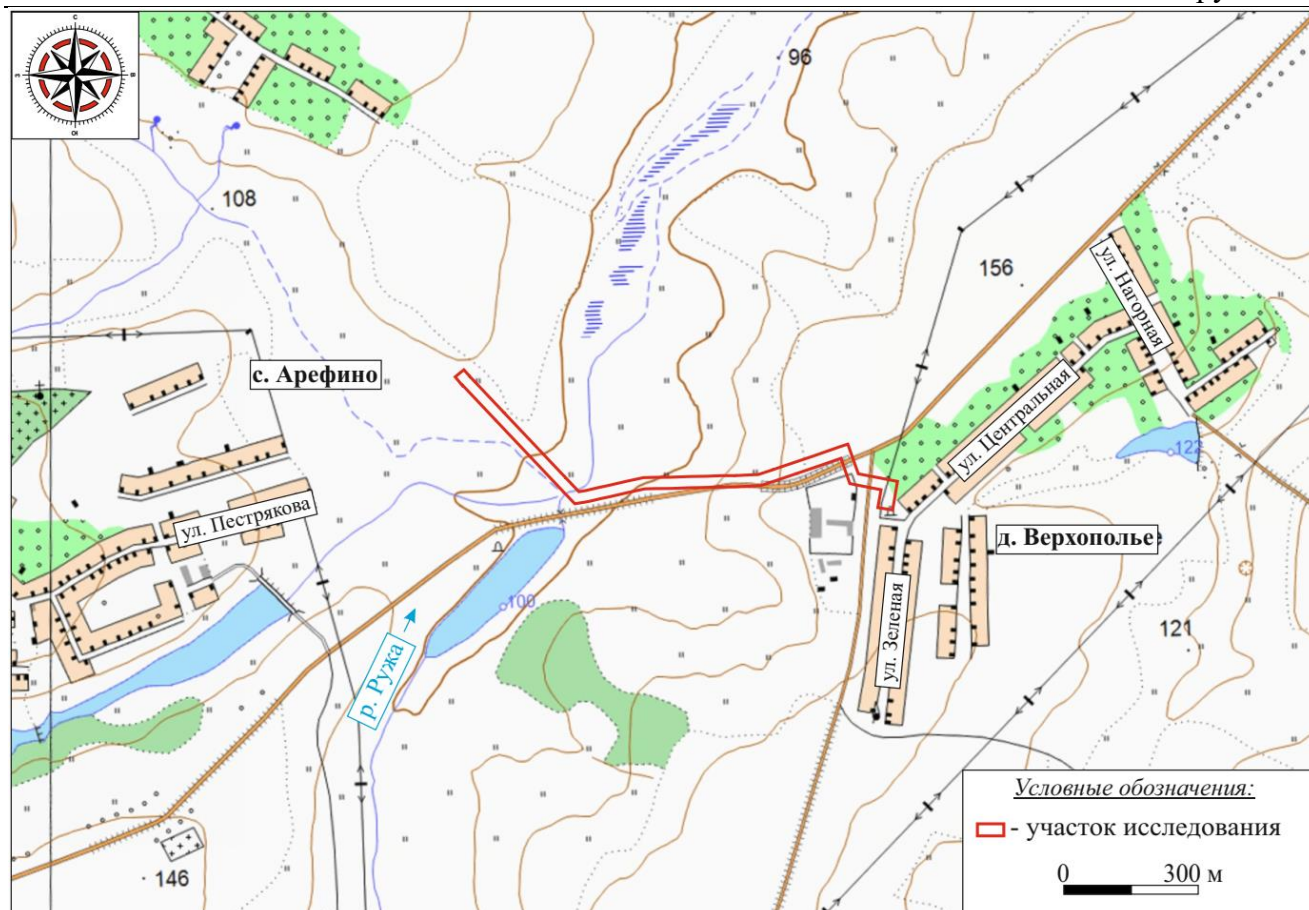 ру
С
З
В
Ю
96
108
156
ул. Нагорная
с. Арефино
ул. Центральная
122
ул. Пестрякова
д. Верхополье
100
р. Ружа
ул. Зеленая
121
146
Условные обозначения:
- участок исследования
0 300 м